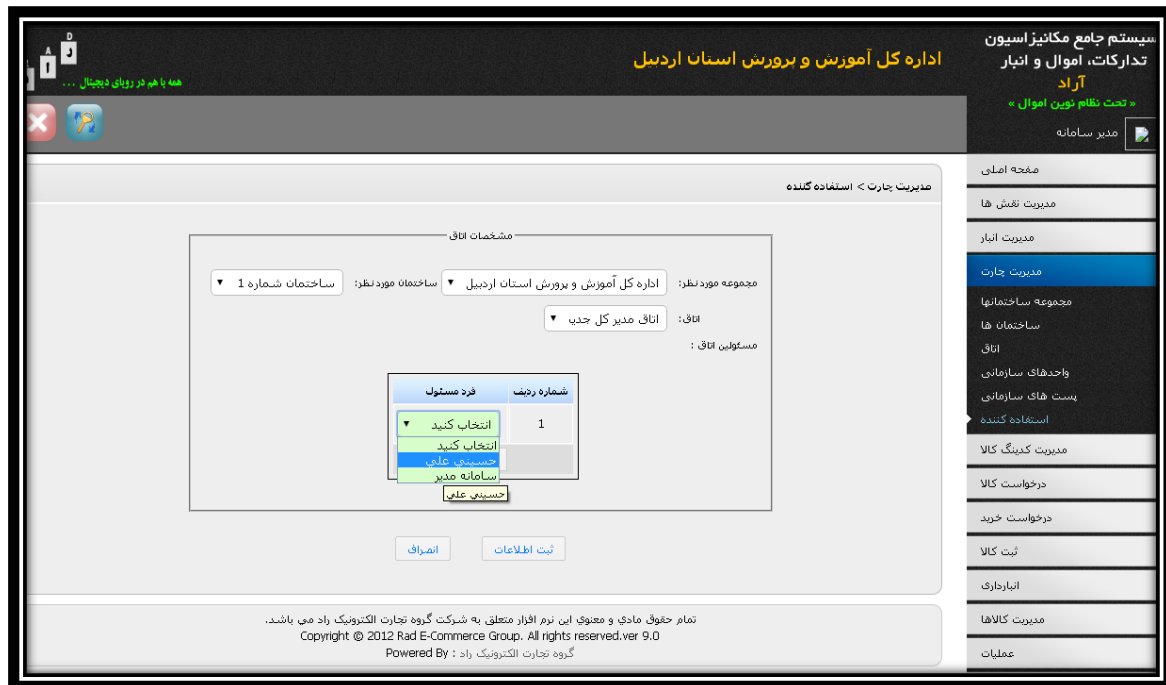 سیستم جامع مکانیزاسیون
تدارکات، اموال و انبار
آراد
« تحت نظام نوین اموال »
مدیر سامانه
اداره کل آموزش و پرورش استان اردبیل
همه با هم در رویای دیجیتال ...
صفحه اصلی
مدیریت نقش ها
مدیریت انبار
مدیریت چارت
مجموعه ساختمانها
ساختمان ها
اتاق
واحدهای سازمانی
پست های سازمانی
استفاده کننده
مدیریت کدینگ کالا
درخواست کالا
درخواست خرید
ثبت کالا
انبارداری
مدیریت کالاها
عملیات
مدیریت چارت > استفاده کننده
مشخصات اتاق
مجموعه موردنظر: اداره کل آموزش و پرورش استان اردبیل ساختمان موردنظر: ساختمان شماره 1
اتاق: اتاق مدیر کل جدید
مسئولین اتاق :
شماره ردیف فرد مسئول
1 انتخاب کنید
انتخاب کنید
حسیني علي
سامانه مدیر
حسیني علي
ثبت اطلاعات انصراف
تمام حقوق مادي و معنوي این نرم افزار متعلق به شرکت گروه تجارت الکترونیک راد مي باشد.
Copyright © 2012 Rad E-Commerce Group. All rights reserved.ver 9.0
Powered By : گروه تجارت الکترونیک راد